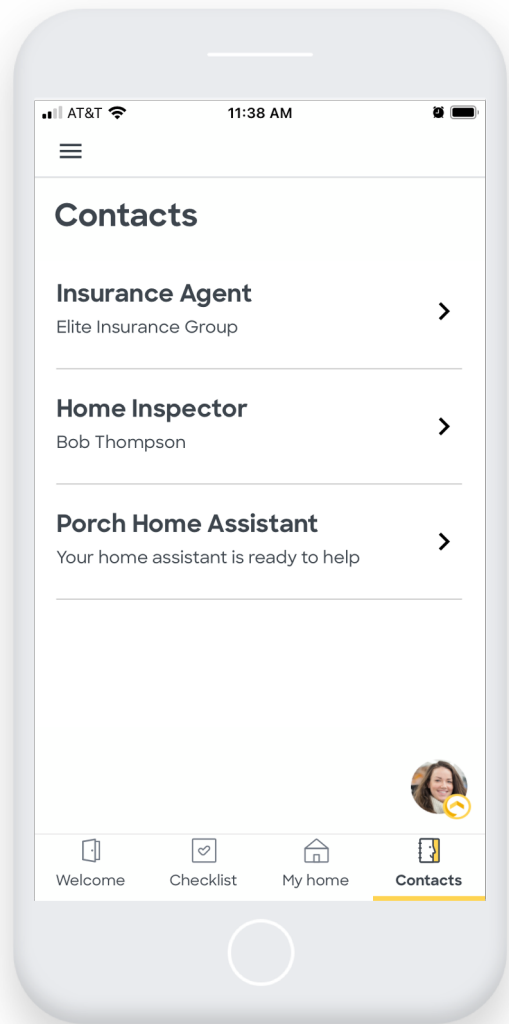 AT&T 11:38 AM
Contacts
Insurance Agent
Elite Insurance Group
Home Inspector
Bob Thompson
Porch Home Assistant
Your home assistant is ready to help
Welcome Checklist My home Contacts